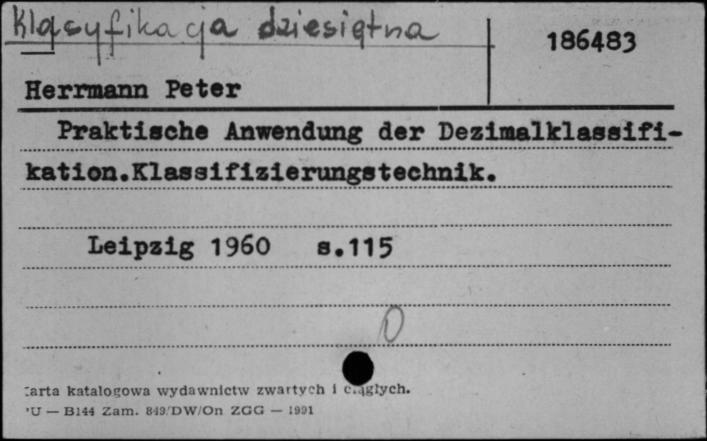 Klasyfikacja dziesiętna
186483
Herrmann Peter
Praktische Anwendung der Dezimalklassifi-
kation.Klassifizierungstechnik.
Leipzig 1960 s.115
0
arta katalogowa wydawnictw zwartych i ciągłych.
U — B144 Zam. 849/DW/On ZGG — 1991